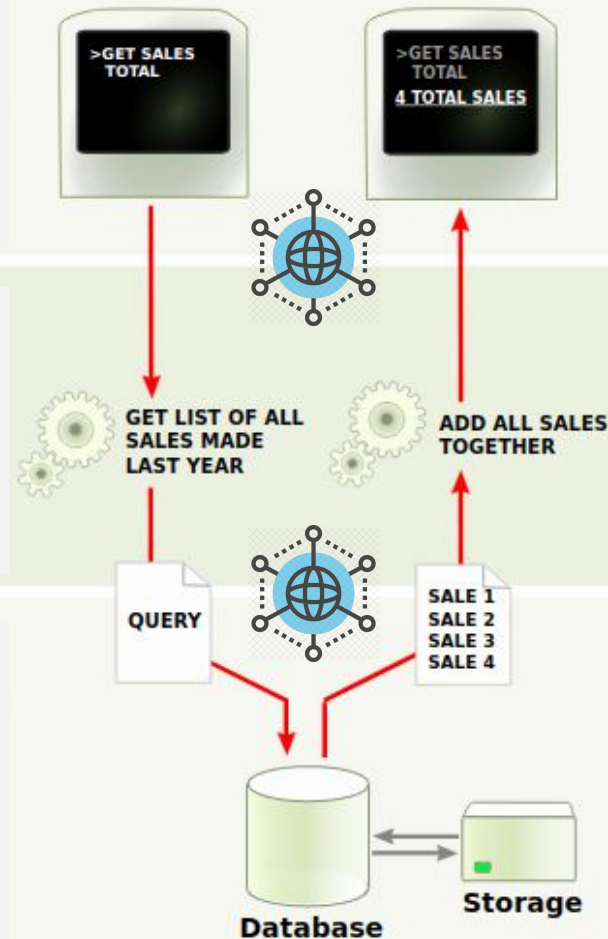 >GET SALES
TOTAL
>GET SALES
TOTAL
4 TOTAL SALES
GET LIST OF ALL
SALES MADE
LAST YEAR
ADD ALL SALES
TOGETHER
QUERY
SALE 1
SALE 2
SALE 3
SALE 4
Database
Storage